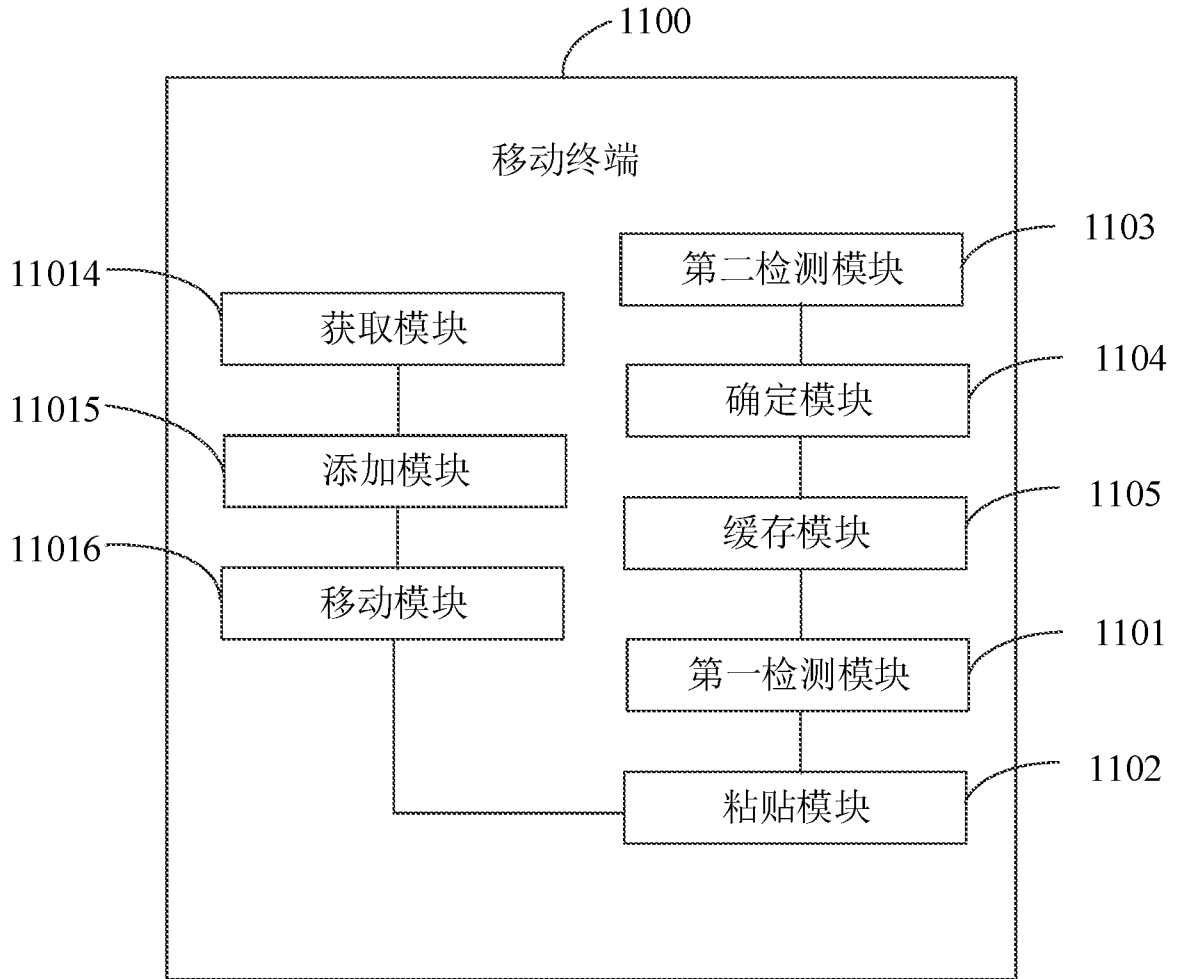 1100
移动终端
1103
第二检测模块
11014
获取模块
1104
确定模块
11015
添加模块
1105
缓存模块
11016
移动模块
1101
第一检测模块
1102
粘贴模块